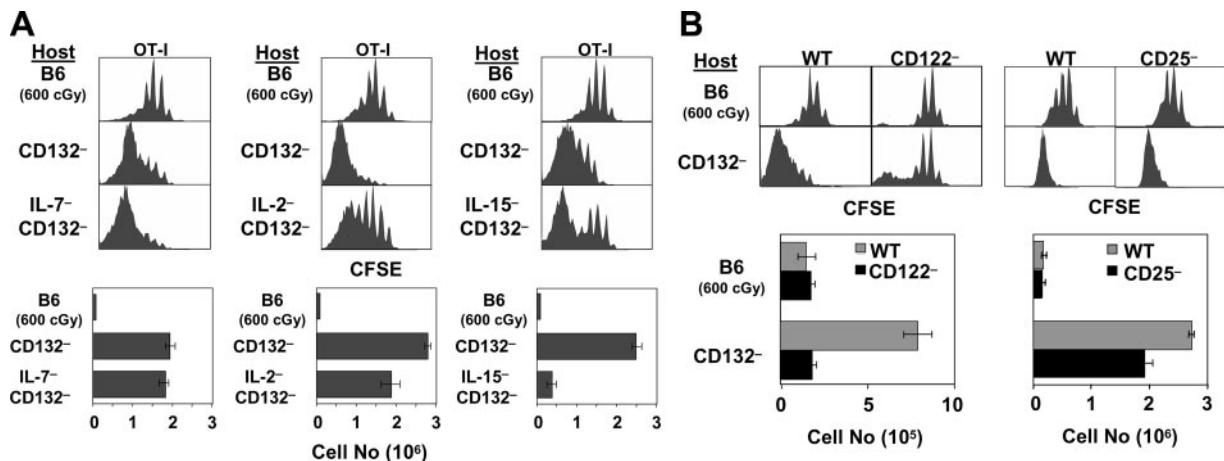 A
Host
OT-I
B6
(600 cGy)
CD132–
IL-7–
CD132–
Host
OT-I
B6
(600 cGy)
CD132–
IL-2–
CD132–
CFSE
Host
OT-I
B6
(600 cGy)
CD132–
IL-15–
CD132–
B6
(600 cGy)
CD132–
IL-7–
CD132–
0 1 2 3
B6
(600 cGy)
CD132–
IL-2–
CD132–
0 1 2 3
Cell No (10⁶)
B6
(600 cGy)
CD132–
IL-15–
CD132–
0 1 2 3
B
Host
WT CD122–
B6
(600 cGy)
CD132–
CFSE
WT CD25–
CFSE
WT
CD122–
B6
(600 cGy)
CD132–
0 5 10
Cell No (10⁵)
WT
CD25–
0 1 2 3
Cell No (10⁶)